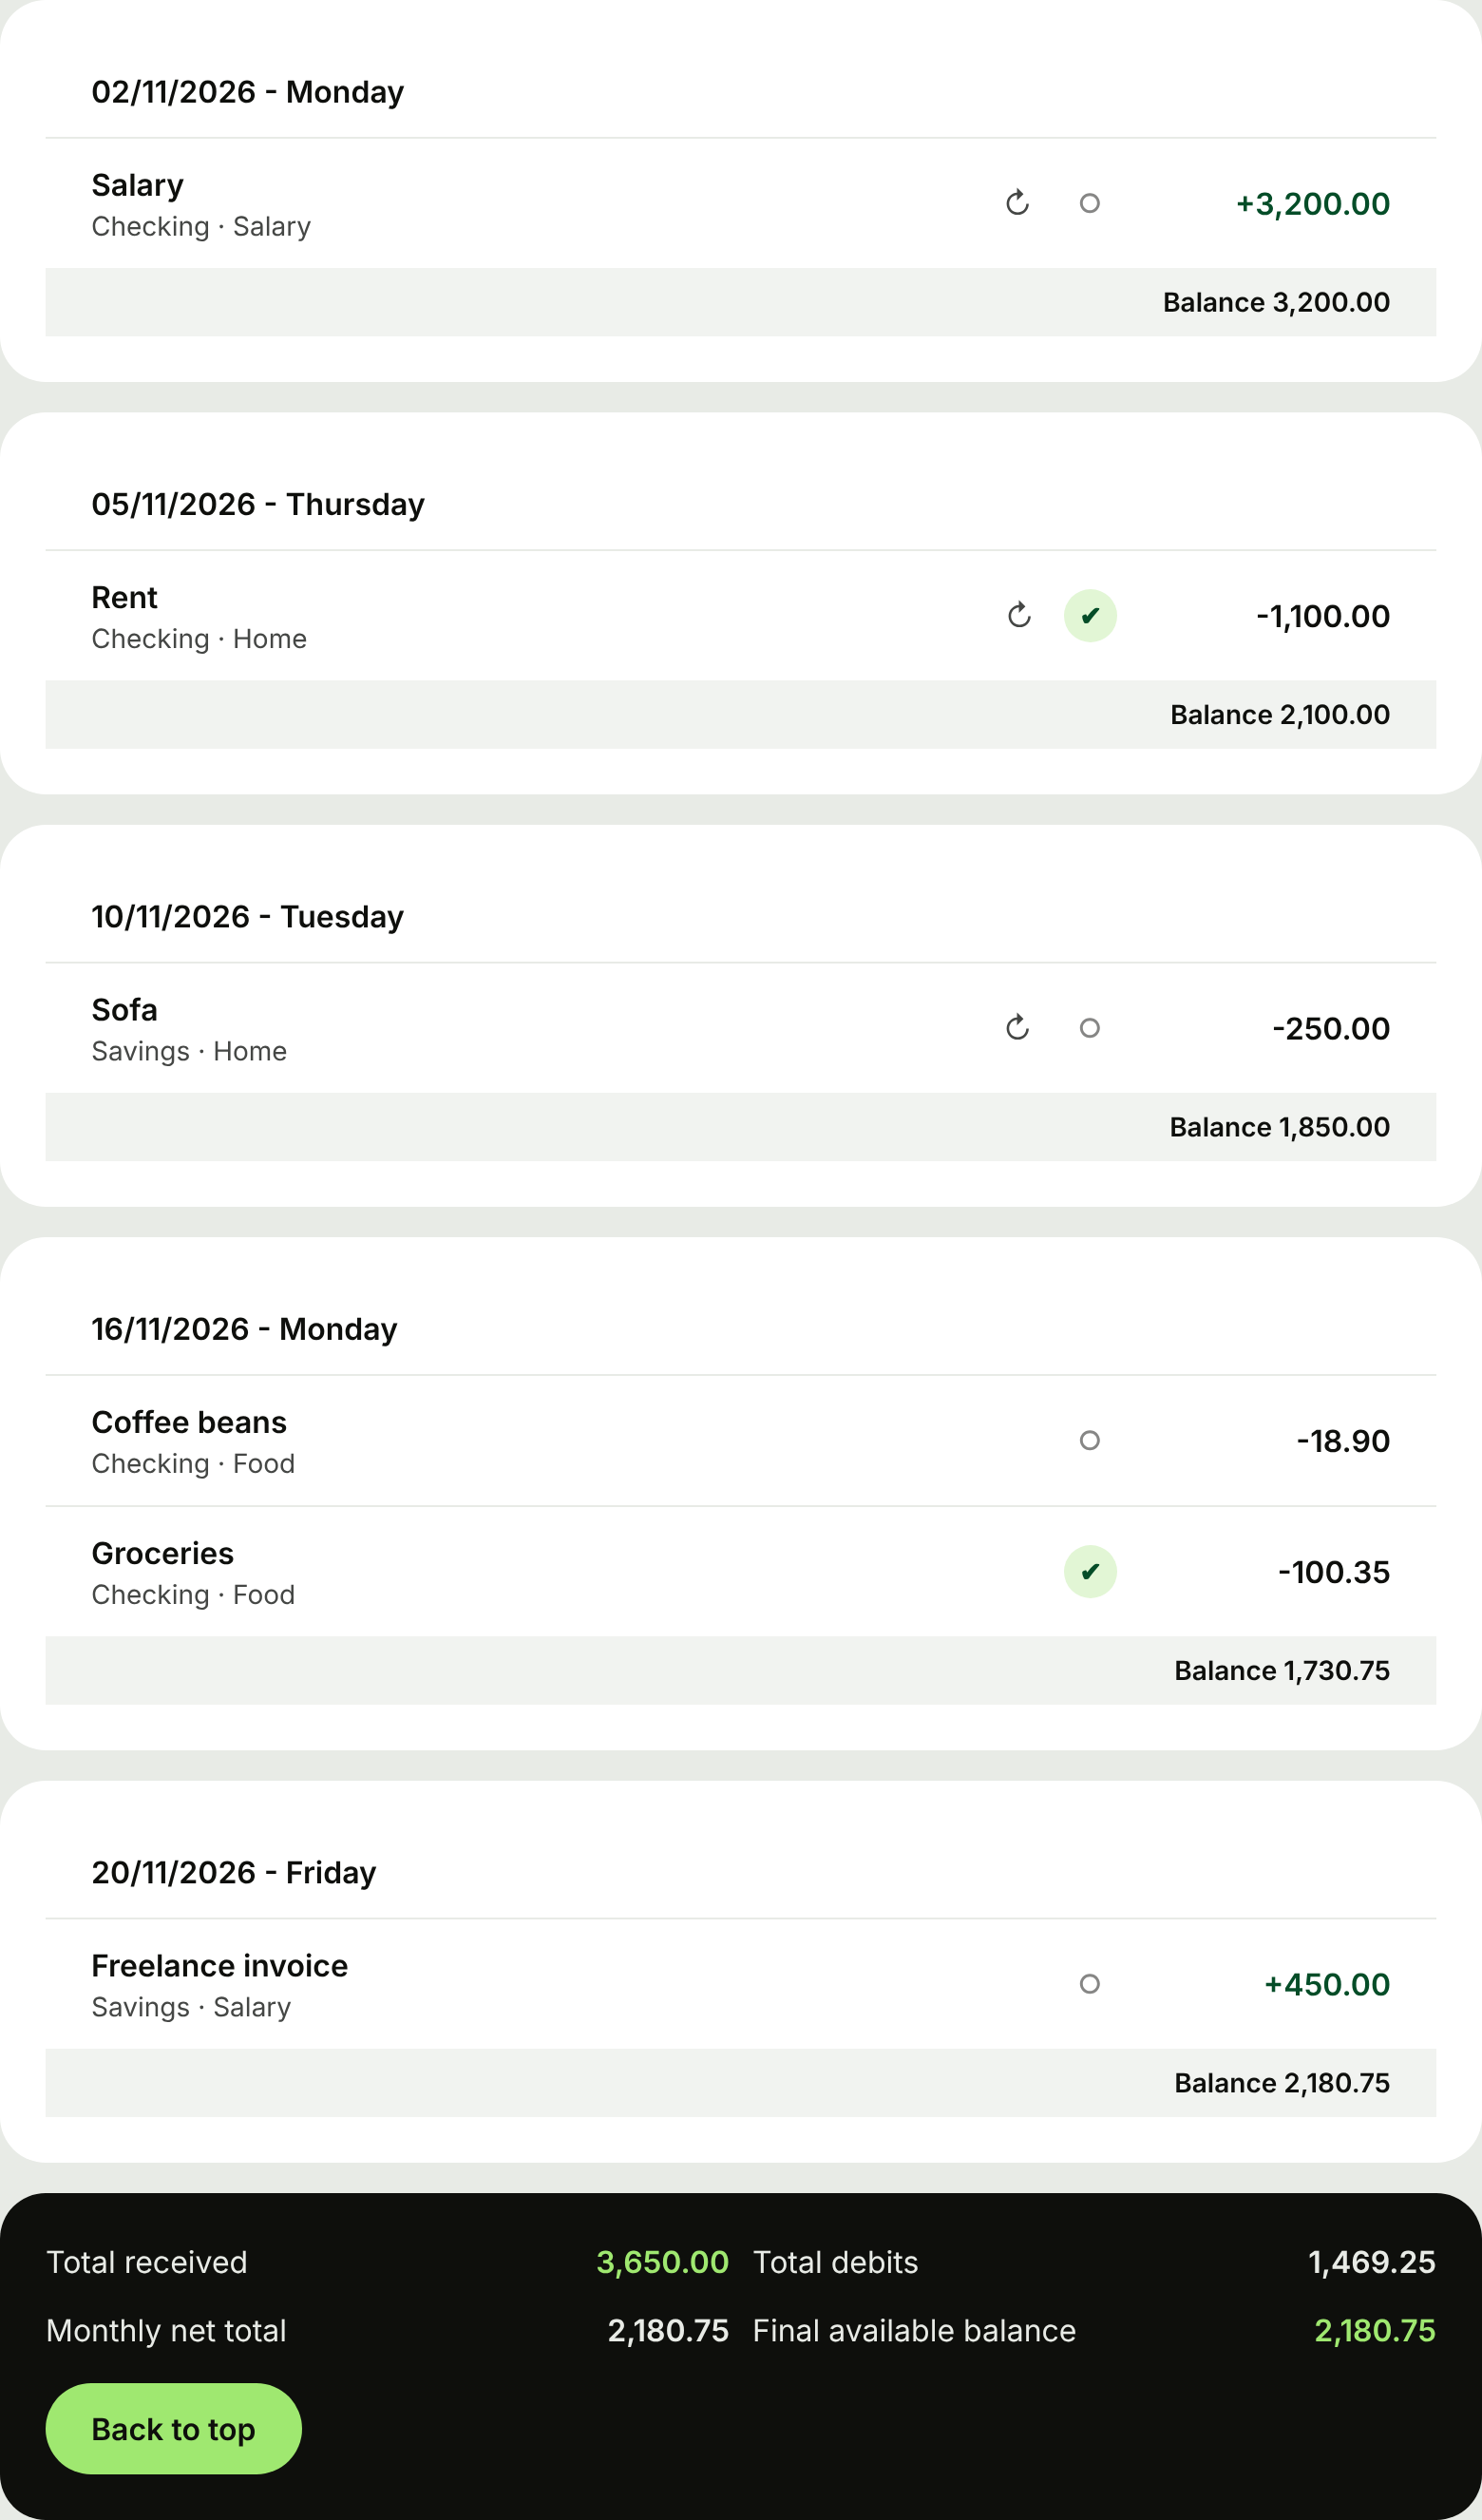 02/11/2026 - Monday
Salary
Checking · Salary
+3,200.00
Balance 3,200.00
05/11/2026 - Thursday
Rent
Checking · Home
-1,100.00
Balance 2,100.00
10/11/2026 - Tuesday
Sofa
Savings · Home
-250.00
Balance 1,850.00
16/11/2026 - Monday
Coffee beans
Checking · Food
-18.90
Groceries
Checking · Food
-100.35
Balance 1,730.75
20/11/2026 - Friday
Freelance invoice
Savings · Salary
+450.00
Balance 2,180.75
Total received 3,650.00 Total debits 1,469.25
Monthly net total 2,180.75 Final available balance 2,180.75
Back to top